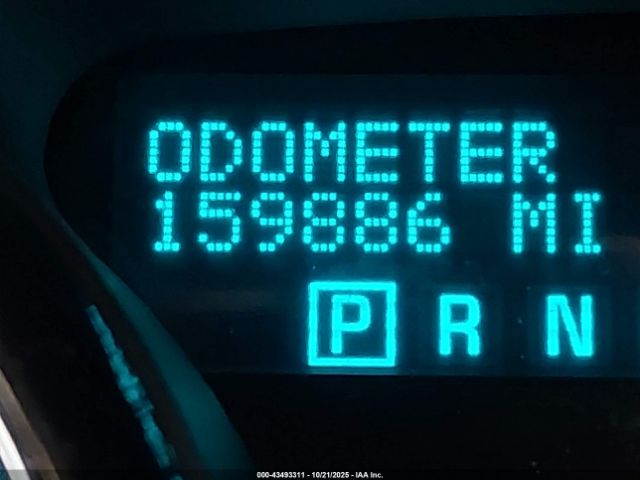 ODOMETER
159886 MI
P R N
000-43493311 - 10/21/2025 - IAA Inc.